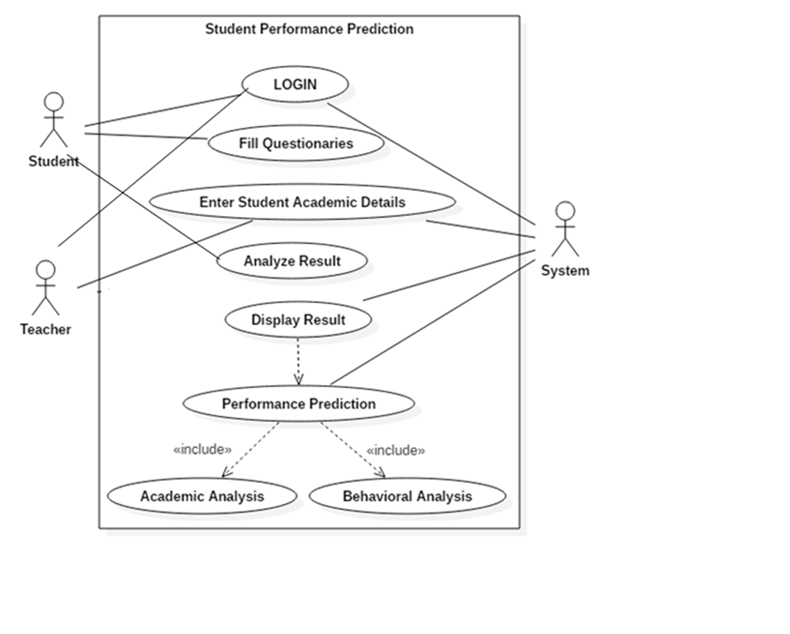 Student Performance Prediction
LOGIN
Fill Questionaries
Student
Enter Student Academic Details
Analyze Result
System
Display Result
Teacher
Performance Prediction
«include»
«include»
Academic Analysis
Behavioral Analysis